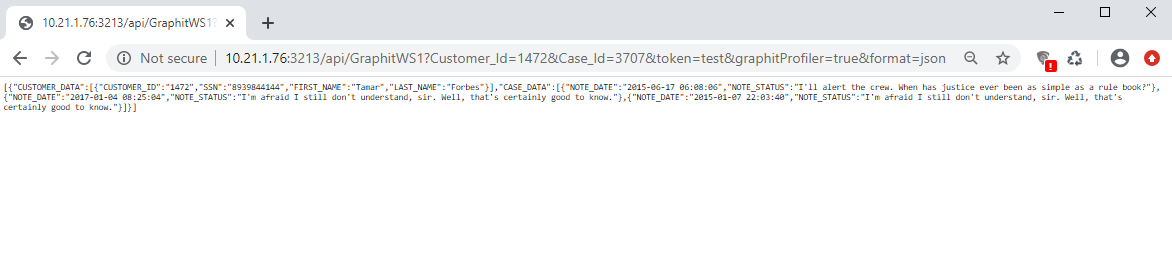 10.21.1.76:3213/api/GraphitWS1?
Not secure | 10.21.1.76:3213/api/GraphitWS1?Customer_Id=1472&Case_Id=3707&token=test&graphitProfiler=true&format=json
[{"CUSTOMER_DATA":[{"CUSTOMER_ID":"1472","SSN":"8939844144","FIRST_NAME":"Tamar","LAST_NAME":"Forbes"}],"CASE_DATA":[{"NOTE_DATE":"2015-06-17 06:08:06","NOTE_STATUS":"I'll alert the crew. When has justice ever been as simple as a rule book?"},
{"NOTE_DATE":"2017-01-04 08:25:04","NOTE_STATUS":"I'm afraid I still don't understand, sir. Well, that's certainly good to know."},{"NOTE_DATE":"2015-01-07 22:03:40","NOTE_STATUS":"I'm afraid I still don't understand, sir. Well, that's
certainly good to know."}]}]